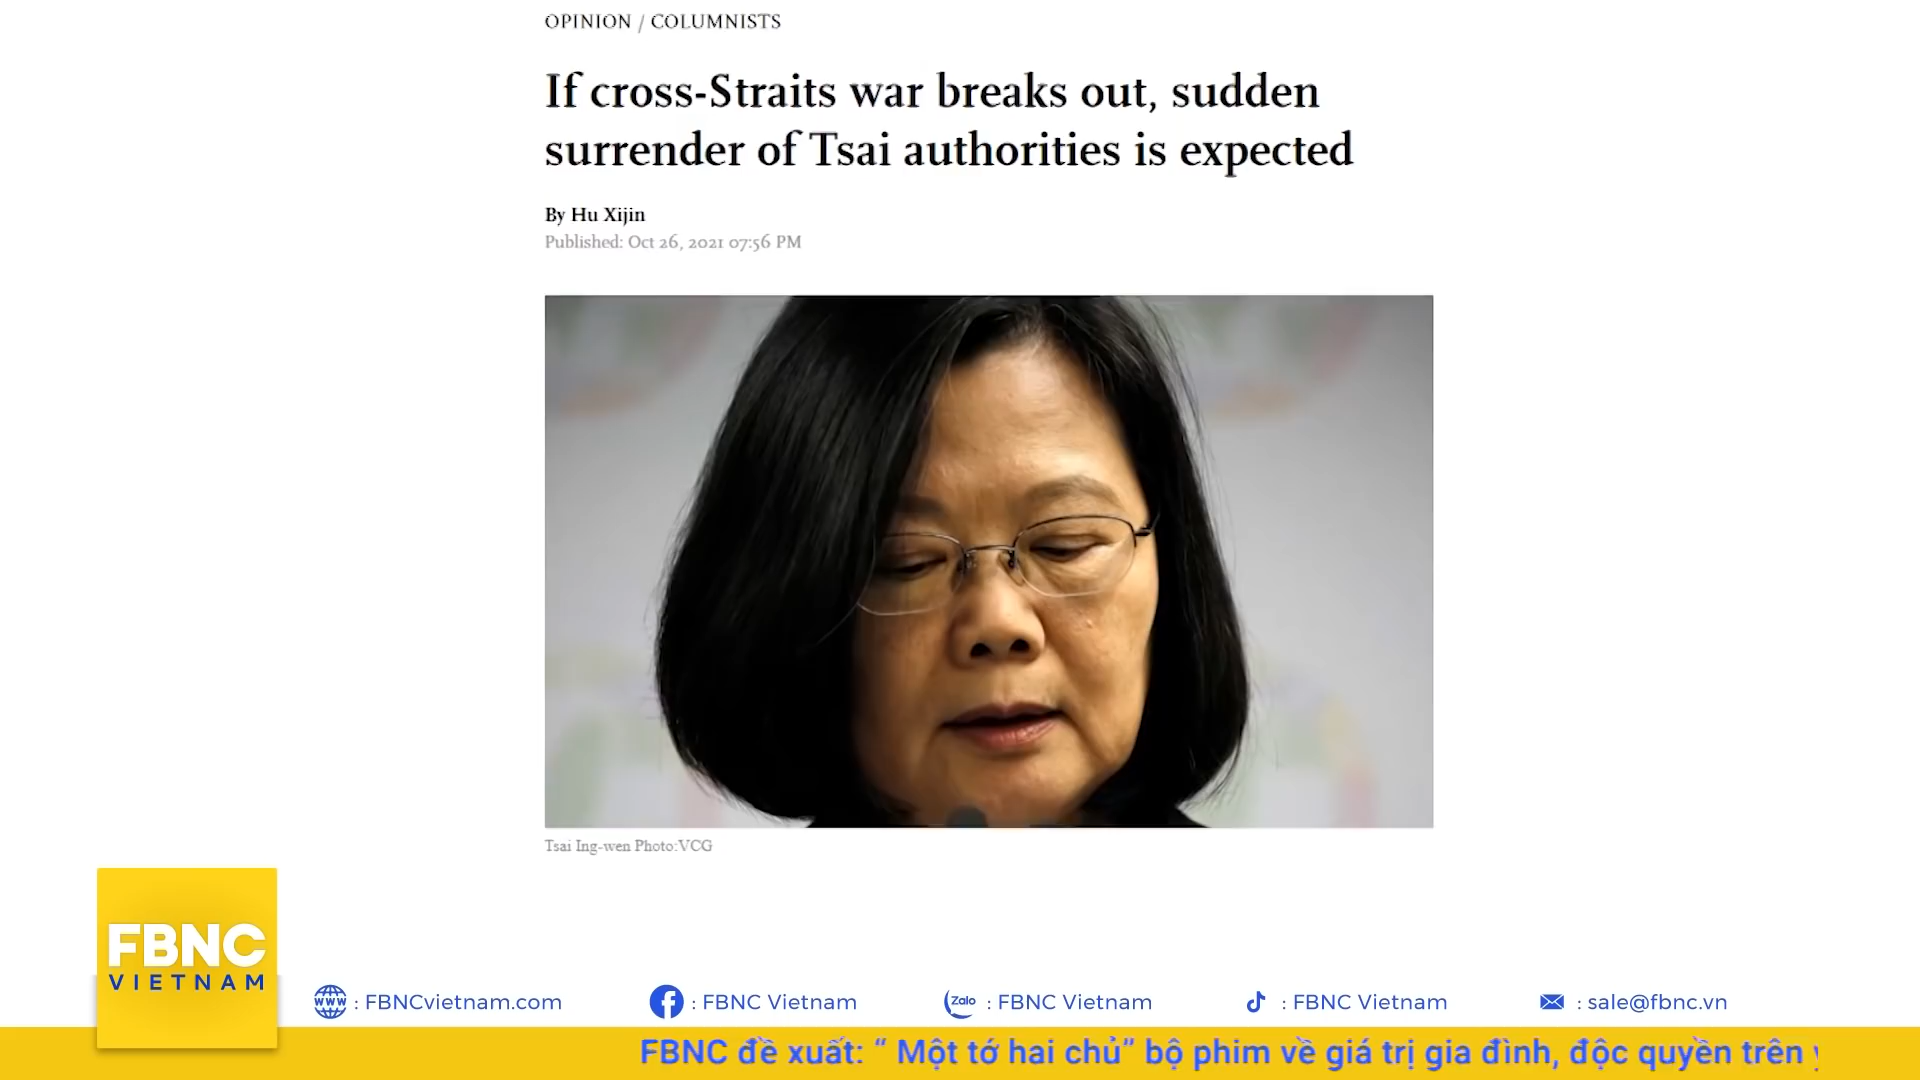 OPINION / COLUMNISTS
If cross-Straits war breaks out, sudden
surrender of Tsai authorities is expected
By Hu Xijin
Published: Oct 26, 2021 07:56 PM
Tsai Ing-wen Photo:VCG
FBNC
VIETNAM
www : FBNCvietnam.com
: FBNC Vietnam
Zalo : FBNC Vietnam
: FBNC Vietnam
: sale@fbnc.vn
FBNC đề xuất: “ Một tớ hai chủ” bộ phim về giá trị gia đình, độc quyền trên